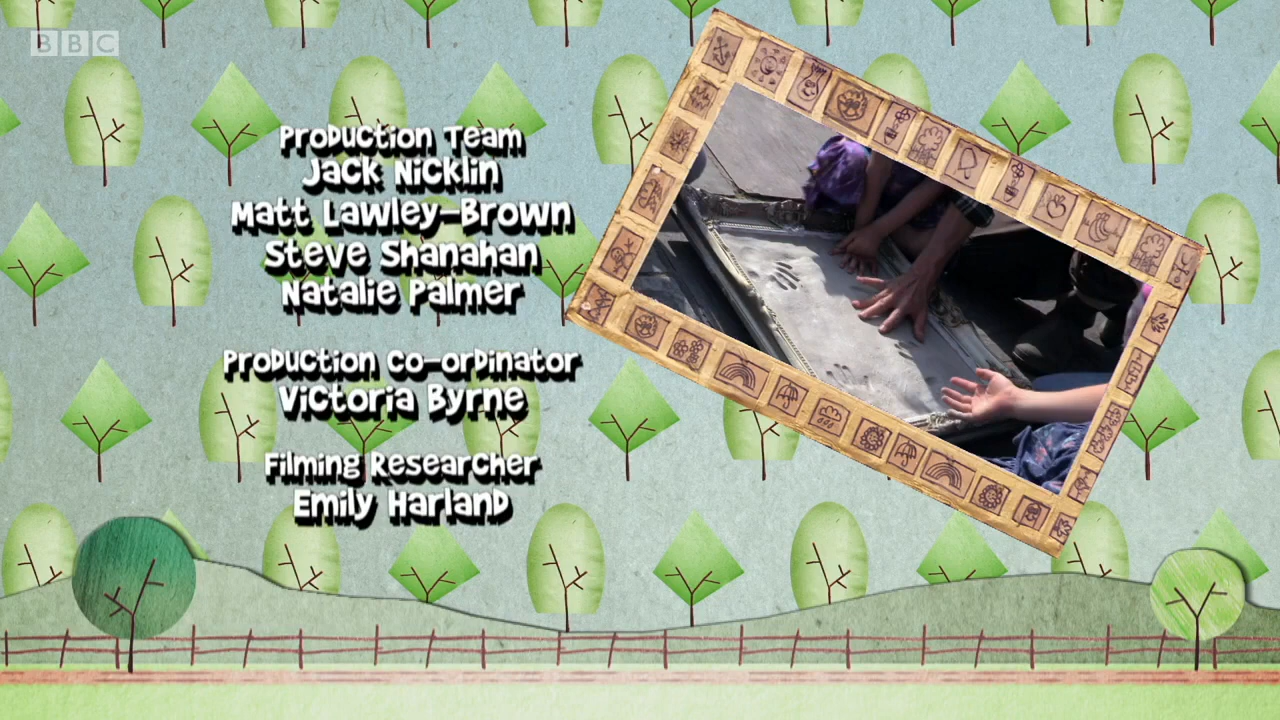 BBC
Production Team
Jack Nicklin
Matt Lawley-Brown
Steve Shanahan
Natalie Palmer
Production Co-ordinator
Victoria Byrne
Filming Researcher
Emily Harland